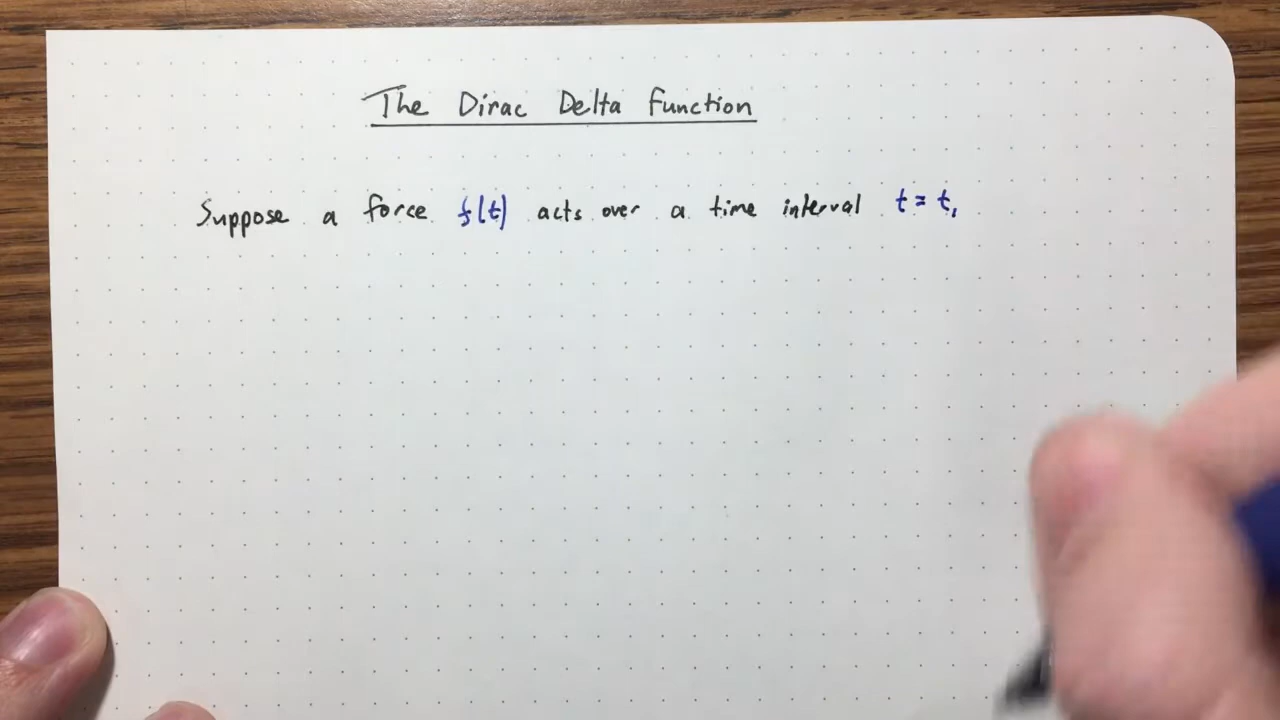 The Dirac Delta Function
Suppose a force f(t) acts over a time interval t = t₁